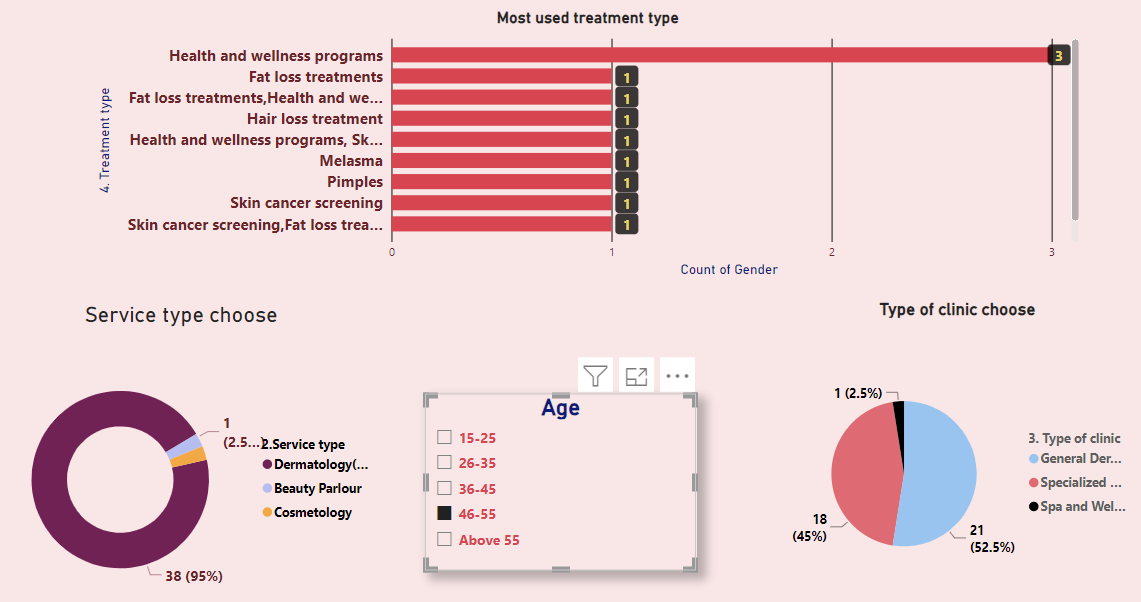 Most used treatment type
4. Treatment type
Health and wellness programs
3
Fat loss treatments
1
Fat loss treatments,Health and we...
1
Hair loss treatment
1
Health and wellness programs, Sk...
1
Melasma
1
Pimples
1
Skin cancer screening
1
Skin cancer screening,Fat loss trea...
1
0
1
2
3
Count of Gender
Service type choose
1
(2.5...)
38 (95%)
2.Service type
Dermatology(...
Beauty Parlour
Cosmetology
Age
15-25
26-35
36-45
46-55
Above 55
Type of clinic choose
1 (2.5%)
18
(45%)
21
(52.5%)
3. Type of clinic
General Der...
Specialized ...
Spa and Wel...